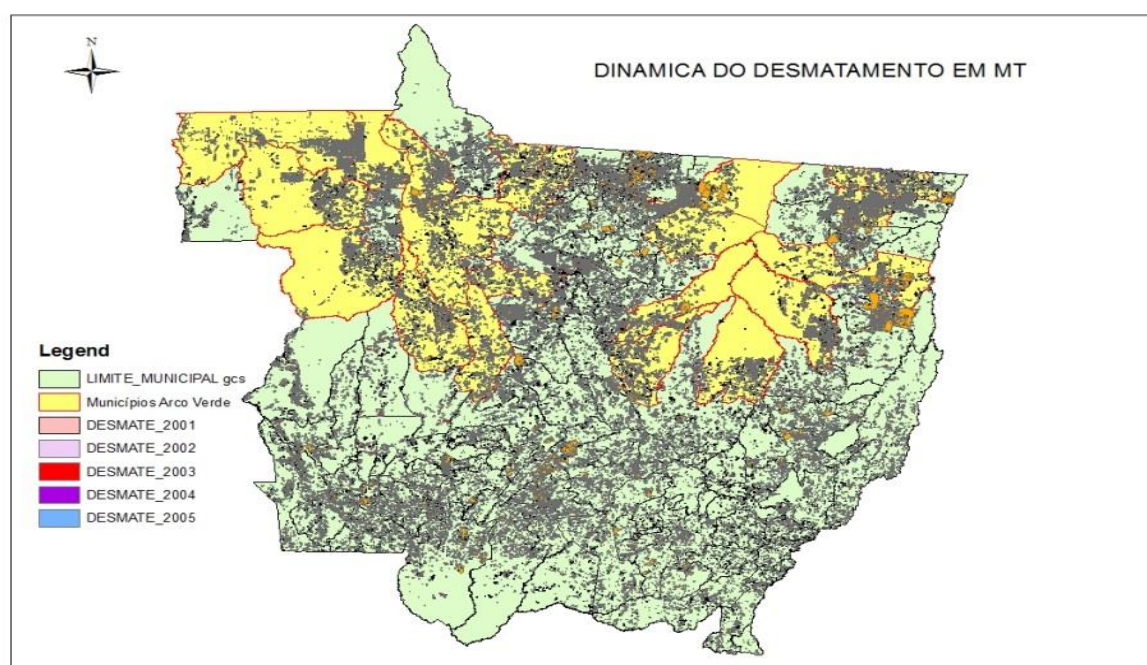 N
DINAMICA DO DESMATAMENTO EM MT
Legend
LIMITE_MUNICIPAL gcs
Municípios Arco Verde
DESMATE_2001
DESMATE_2002
DESMATE_2003
DESMATE_2004
DESMATE_2005